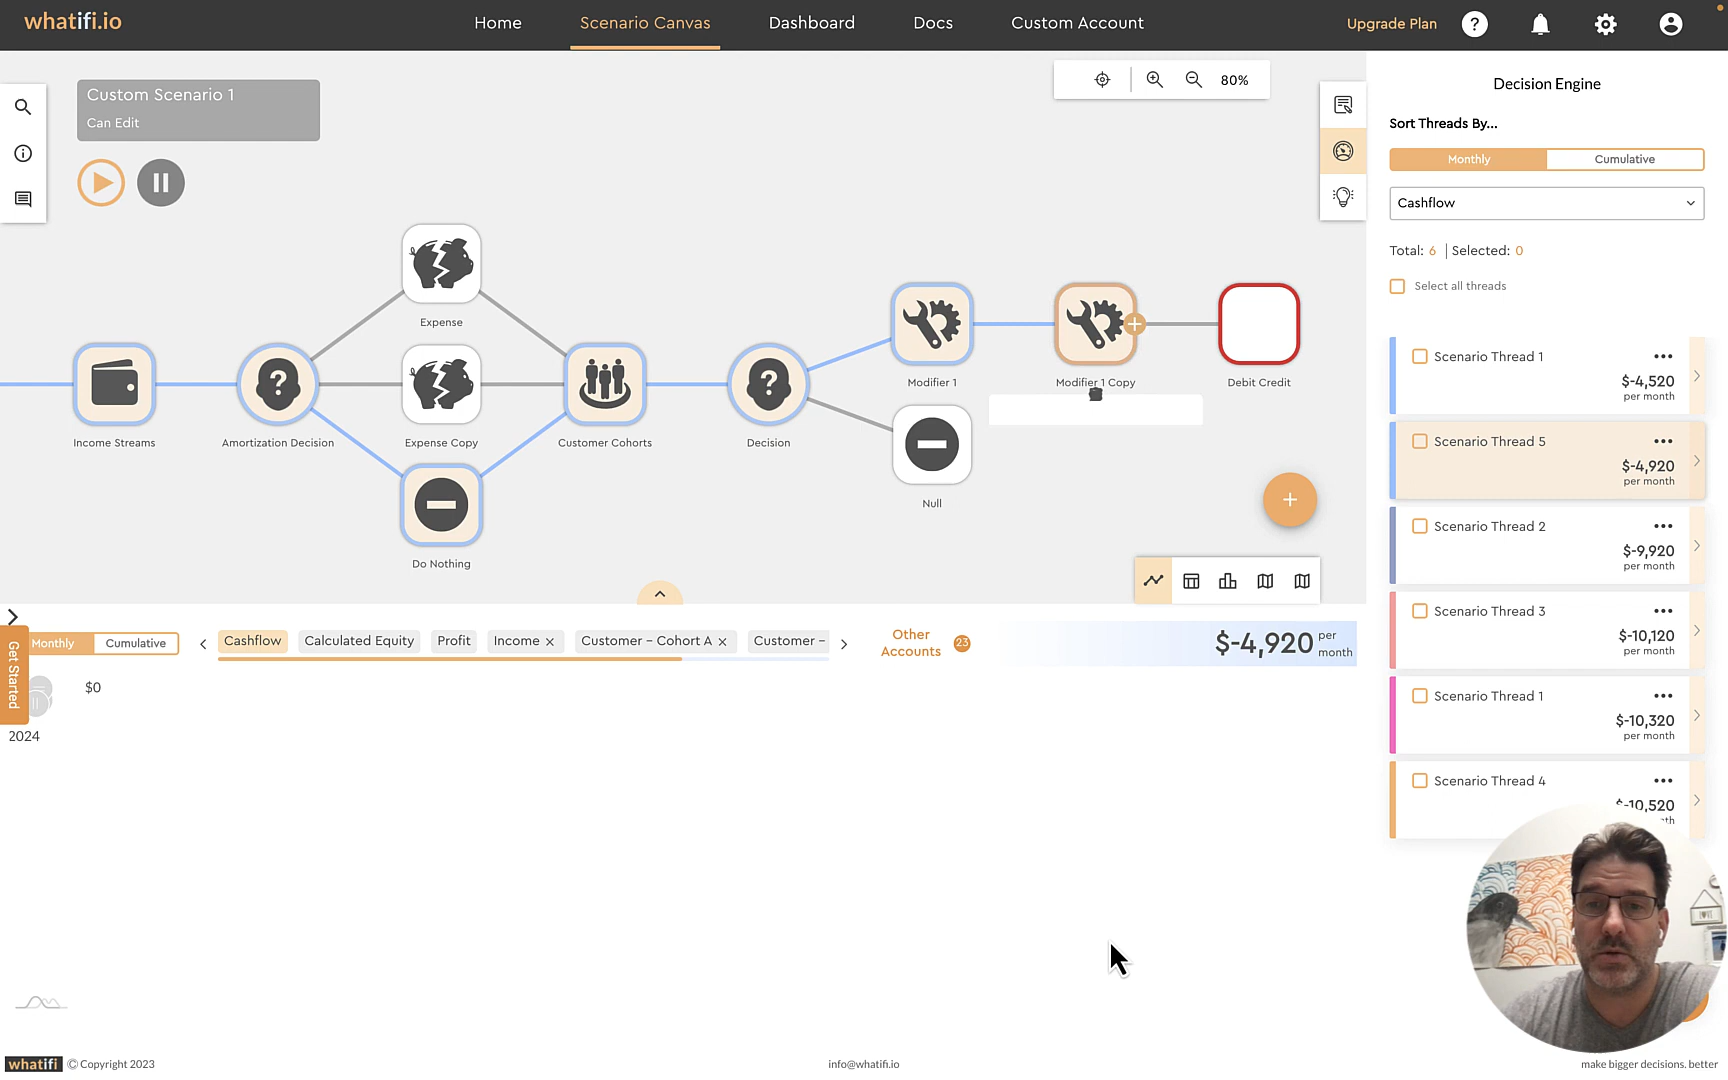 whatifi.io
Home
Scenario Canvas
Dashboard
Docs
Custom Account
Upgrade Plan
?
Custom Scenario 1
Can Edit
80%
Expense
Income Streams
Amortization Decision
Expense Copy
Customer Cohorts
Decision
Modifier 1
Modifier 1 Copy
Debit Credit
Null
Do Nothing
Decision Engine
Sort Threads By...
Monthly
Cumulative
Cashflow
Total: 6 | Selected: 0
Select all threads
Scenario Thread 1
$-4,520
per month
Scenario Thread 5
$-4,920
per month
Scenario Thread 2
$-9,920
per month
Scenario Thread 3
$-10,120
per month
Scenario Thread 1
$-10,320
per month
Scenario Thread 4
$-10,520
Get Started
Monthly
Cumulative
Cashflow
Calculated Equity
Profit
Income
Customer – Cohort A
Customer –
Other
Accounts
23
$-4,920 per month
$0
2024
whatifi © Copyright 2023
info@whatifi.io
make bigger decisions. better